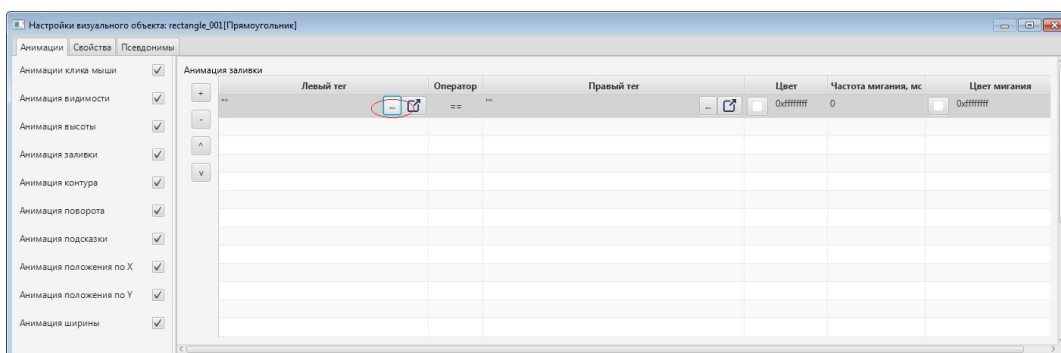 Настройки визуального объекта: rectangle_001[Прямоугольник]
Анимации Свойства Псевдонимы
Анимации клика мыши
Анимация видимости
Анимация высоты
Анимация заливки
Анимация контура
Анимация поворота
Анимация подсказки
Анимация положения по X
Анимация положения по Y
Анимация ширины
Анимация заливки
+
-
^
v
Левый тег Оператор Правый тег Цвет Частота мигания, мс Цвет мигания
"" ... == "" ... 0xffffffff 0 0xffffffff